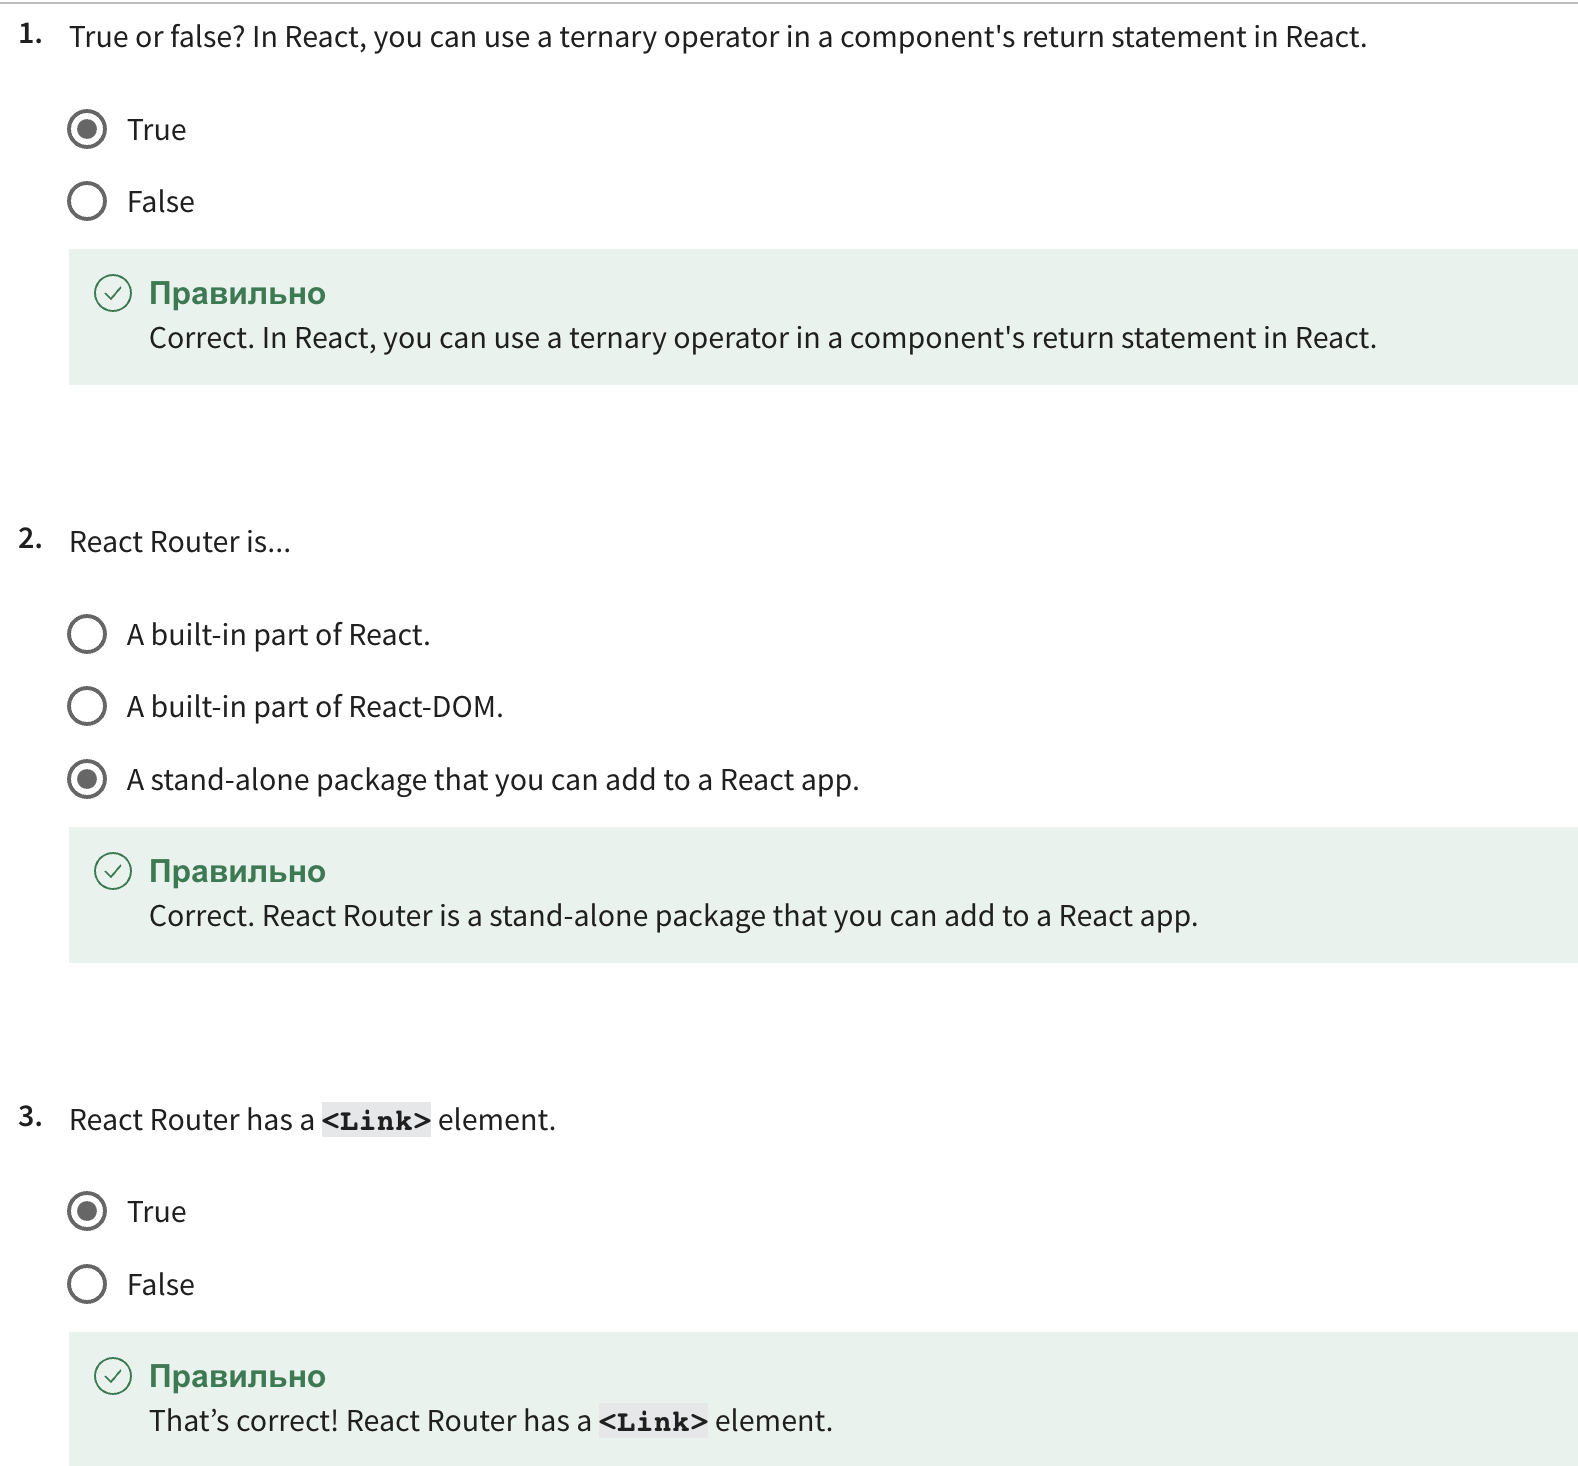 1. True or false? In React, you can use a ternary operator in a component's return statement in React.
True
False
Правильно
Correct. In React, you can use a ternary operator in a component's return statement in React.
2. React Router is...
A built-in part of React.
A built-in part of React-DOM.
A stand-alone package that you can add to a React app.
Правильно
Correct. React Router is a stand-alone package that you can add to a React app.
3. React Router has a <Link> element.
True
False
Правильно
That’s correct! React Router has a <Link> element.